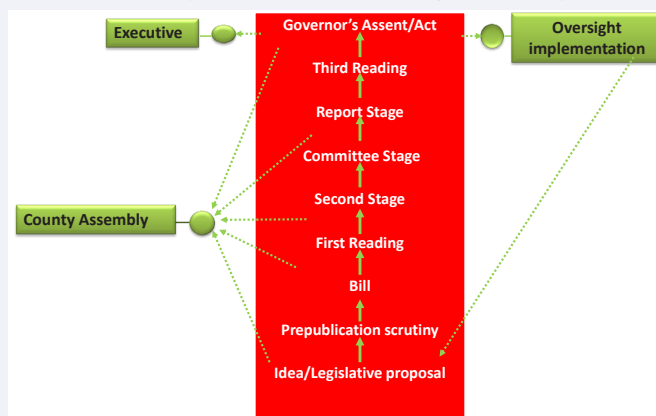 Executive
Governor’s Assent/Act
Oversight
implementation
Third Reading
Report Stage
Committee Stage
Second Stage
County Assembly
First Reading
Bill
Prepublication scrutiny
Idea/Legislative proposal